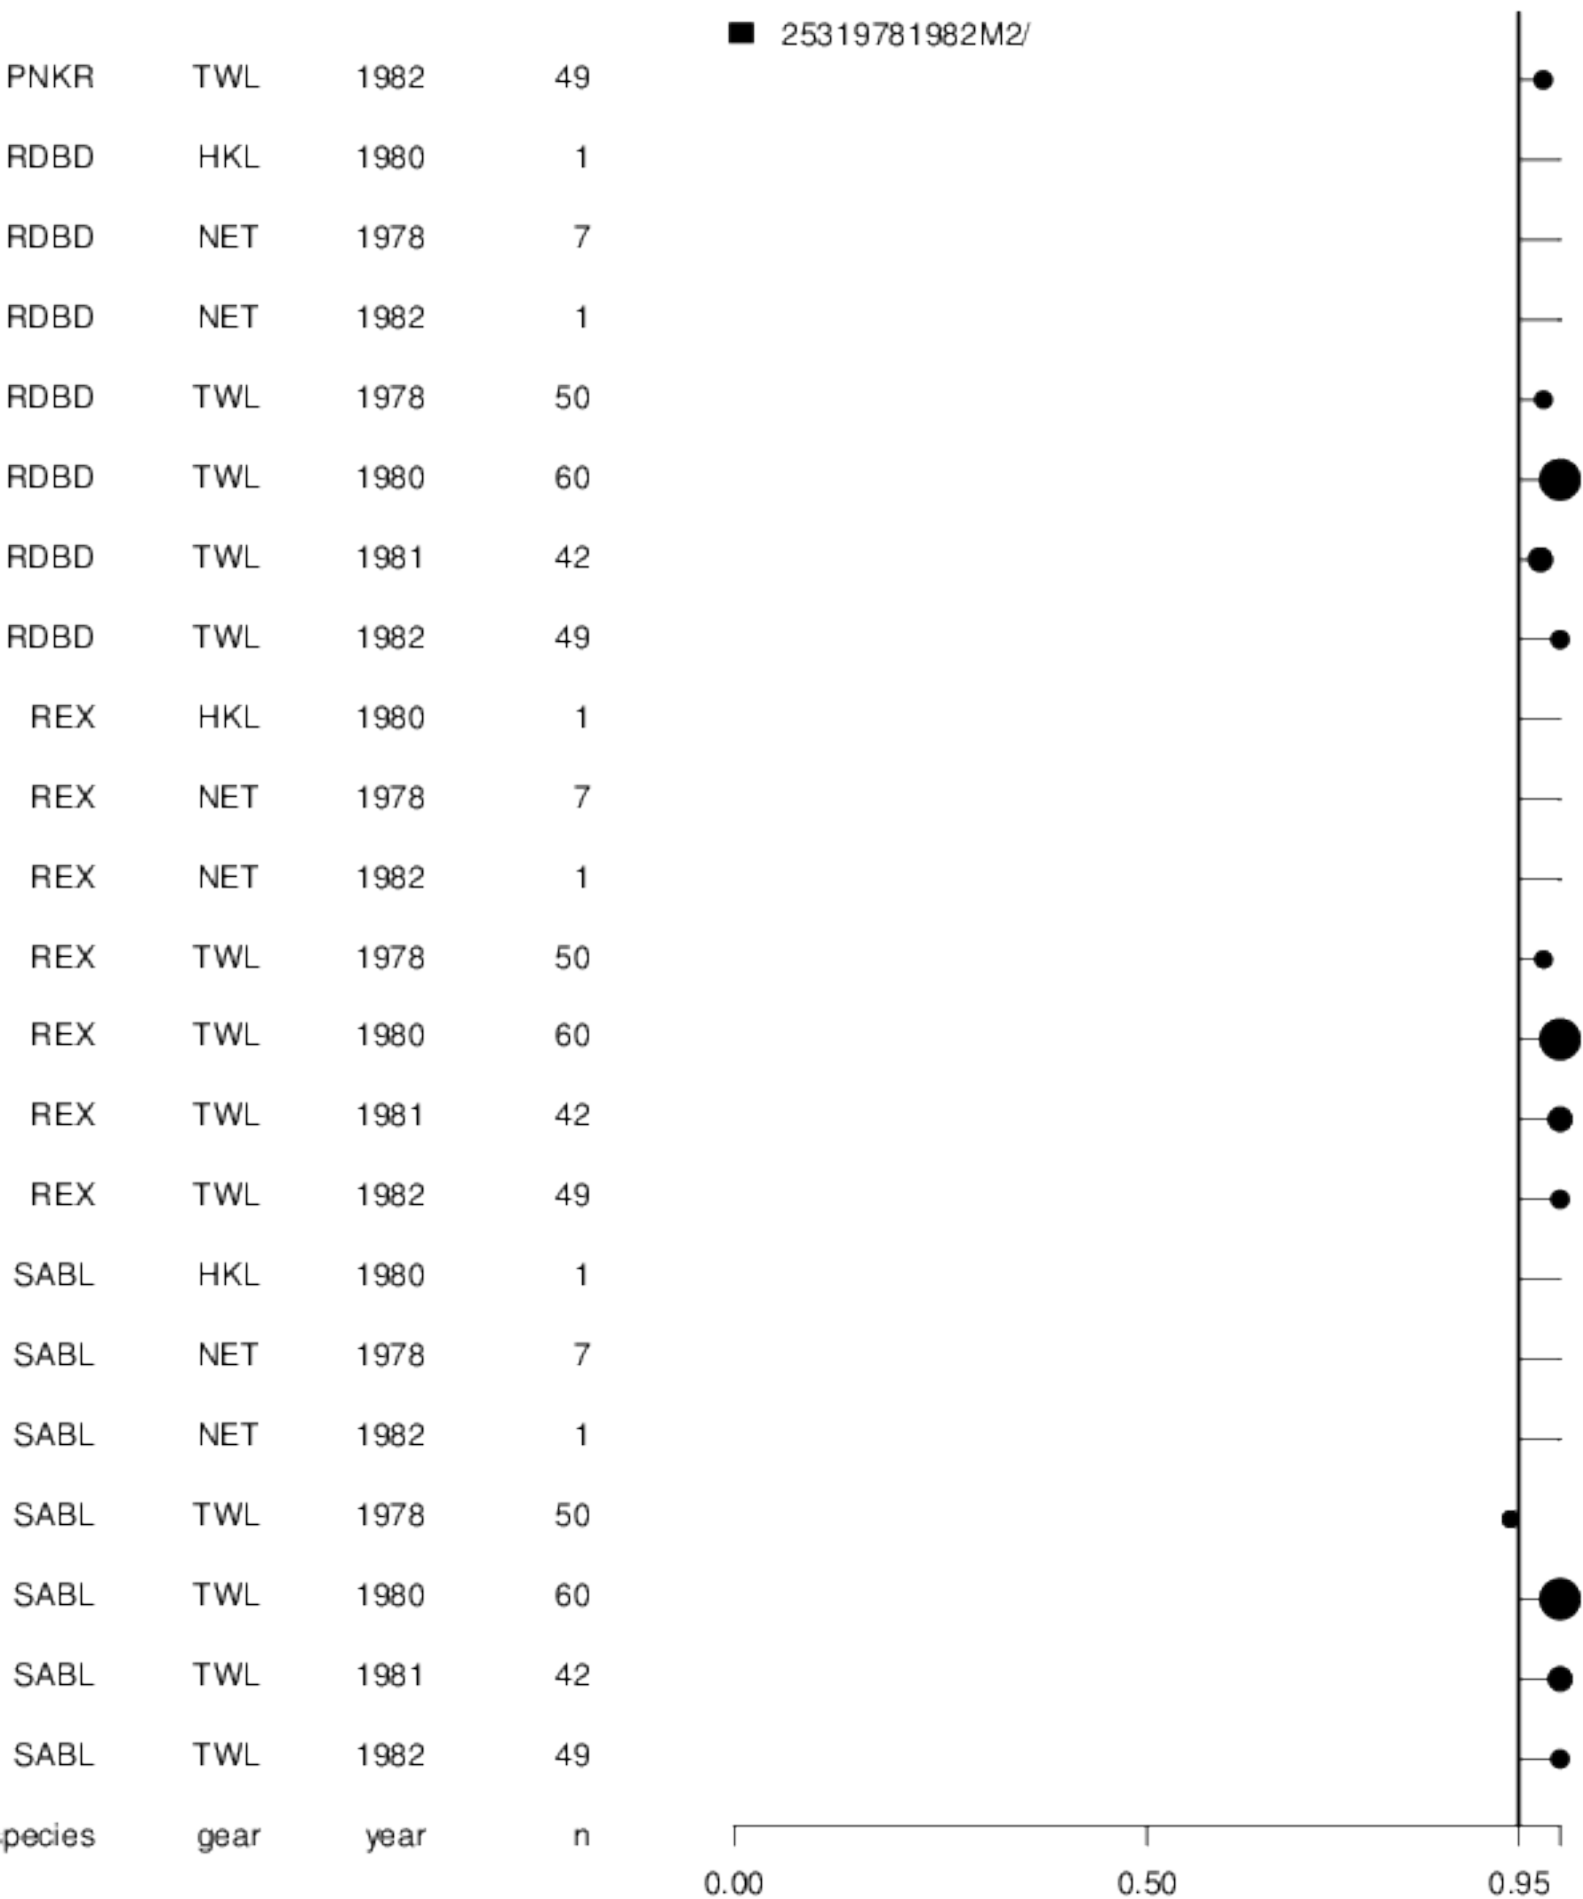 25319781982M2/
PNKR TWL 1982 49
RDBD HKL 1980 1
RDBD NET 1978 7
RDBD NET 1982 1
RDBD TWL 1978 50
RDBD TWL 1980 60
RDBD TWL 1981 42
RDBD TWL 1982 49
REX HKL 1980 1
REX NET 1978 7
REX NET 1982 1
REX TWL 1978 50
REX TWL 1980 60
REX TWL 1981 42
REX TWL 1982 49
SABL HKL 1980 1
SABL NET 1978 7
SABL NET 1982 1
SABL TWL 1978 50
SABL TWL 1980 60
SABL TWL 1981 42
SABL TWL 1982 49
pecies gear year n
0.00 0.50 0.95